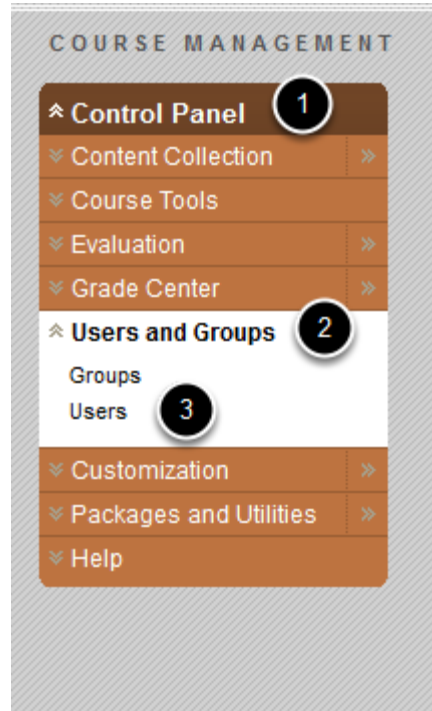 COURSE MANAGEMENT
Control Panel 1
Content Collection
Course Tools
Evaluation
Grade Center
Users and Groups 2
Groups
Users 3
Customization
Packages and Utilities
Help